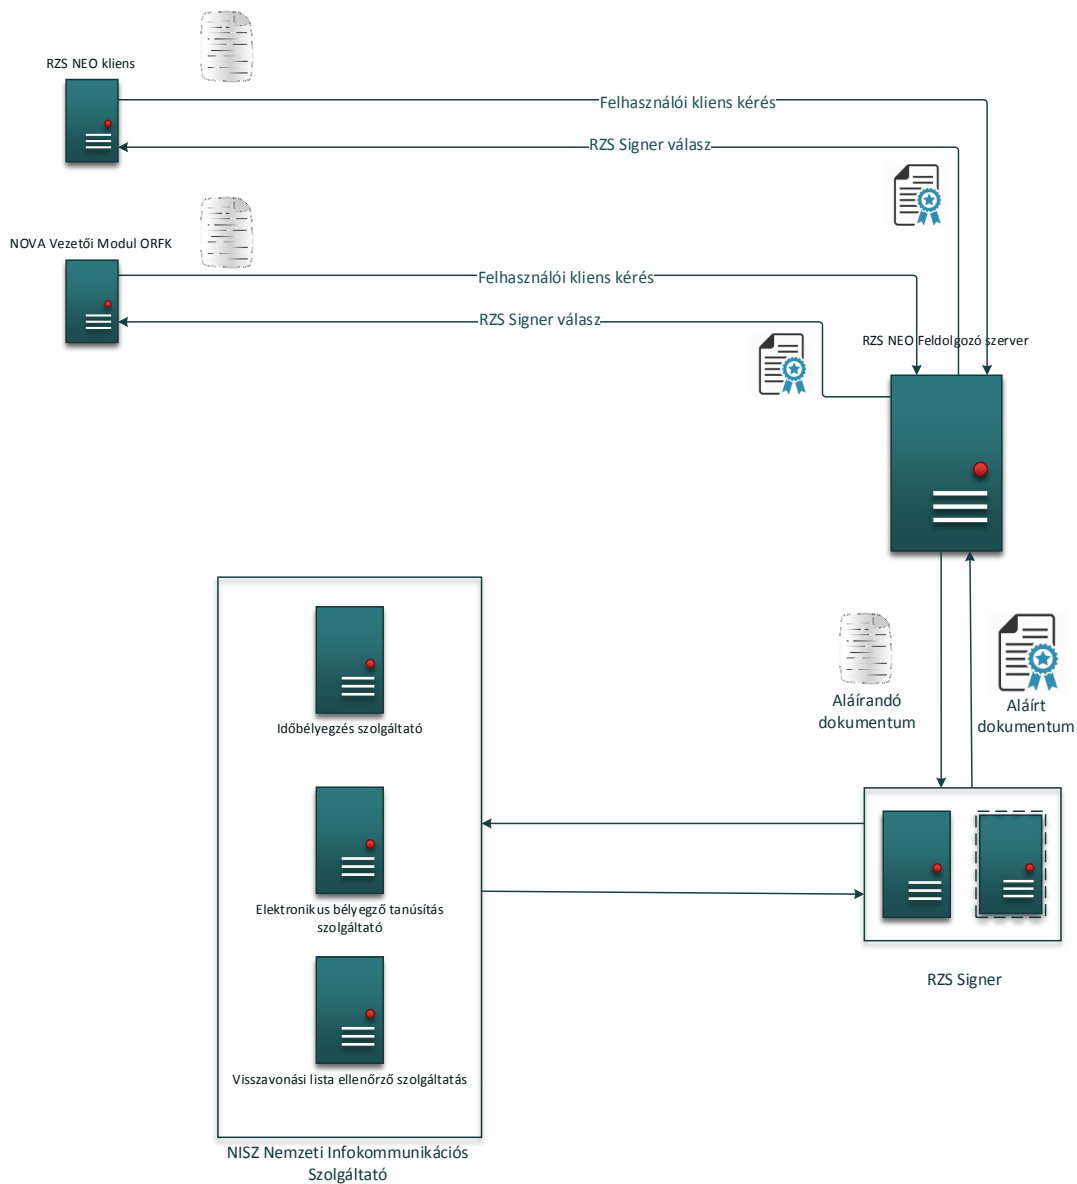 RZS NEO kliens
Felhasználói kliens kérés
RZS Signer válasz
NOVA Vezetői Modul ORFK
Felhasználói kliens kérés
RZS Signer válasz
RZS NEO Feldolgozó szerver
Aláírandó
dokumentum
Aláírt
dokumentum
Időbélyegzés szolgáltató
Elektronikus bélyegző tanúsítás
szolgáltató
RZS Signer
Visszavonási lista ellenőrző szolgáltatás
NISZ Nemzeti Infokommunikációs
Szolgáltató